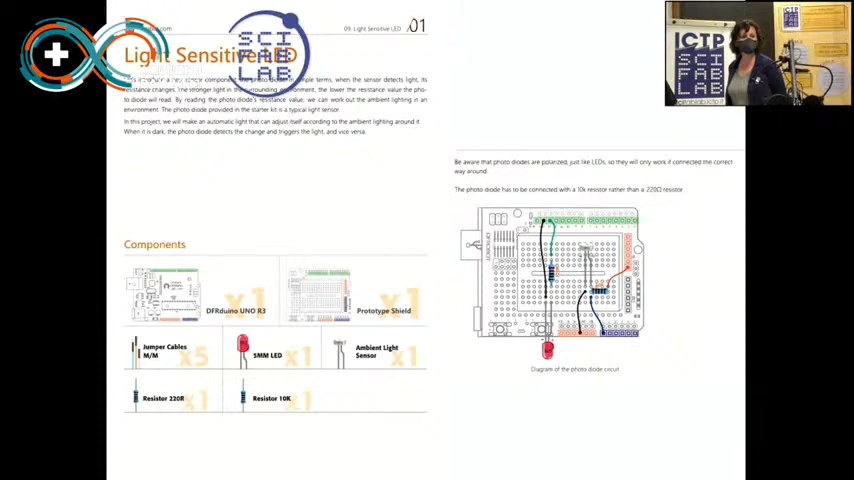 09. Light Sensitive LED
01
Light Sensitive LED
SCI
FAB
LAB
resistance changes. The stronger light in the surrounding environment, the lower the resistance the pho-
to diode will read. By reading the photo diode's resistance value, we can work out the ambient lighting in an
environment. The photo diode provided in the starter kit is a typical light sensor.
In this project, we will make an automatic light that can adjust itself according to the ambient lighting around it.
When it is dark, the photo diode detects the change and triggers the light, and vice versa.
Components
DFRduino UNO R3
x1
Prototype Shield
x1
Jumper Cables
M/M
x5
5MM LED
x1
Ambient Light
Sensor
x1
Resistor 220R
x1
Resistor 10K
x1
Be aware that photo diodes are polarized, just like LEDs, so they will only work if connected the correct
way around.
The photo diode has to be connected with a 10k resistor rather than a 220Ω resistor
Diagram of the photo diode circuit
ICTP
SCI
FAB
LAB